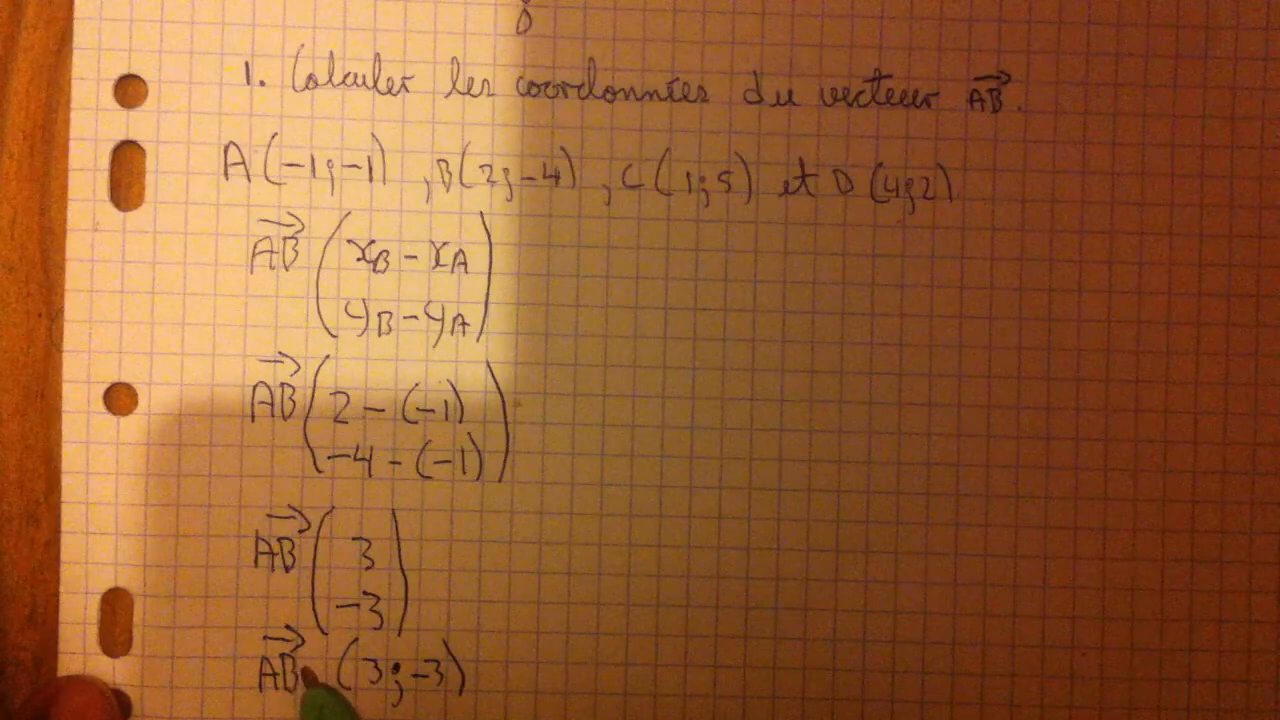 1. Calculer les coordonnées du vecteur AB⃗.
A(-1;-1), B(2;-4), C(1;5) et D(4;2)
AB⃗ (xB - xA
yB - yA)
AB⃗ (2 - (-1)
-4 - (-1))
AB⃗ (3
-3)
AB⃗ (3;-3)